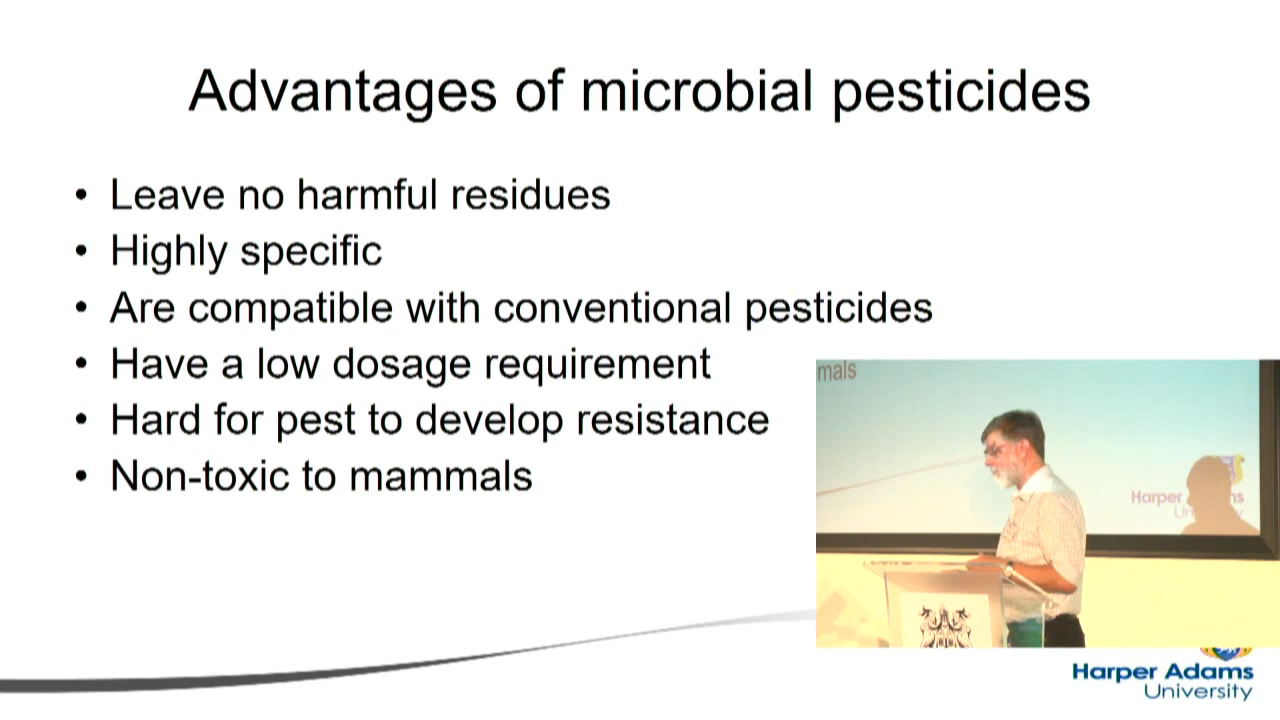 Advantages of microbial pesticides
• Leave no harmful residues
• Highly specific
• Are compatible with conventional pesticides
• Have a low dosage requirement
• Hard for pest to develop resistance
• Non-toxic to mammals
mals
Harper Adams
Harper Adams
University